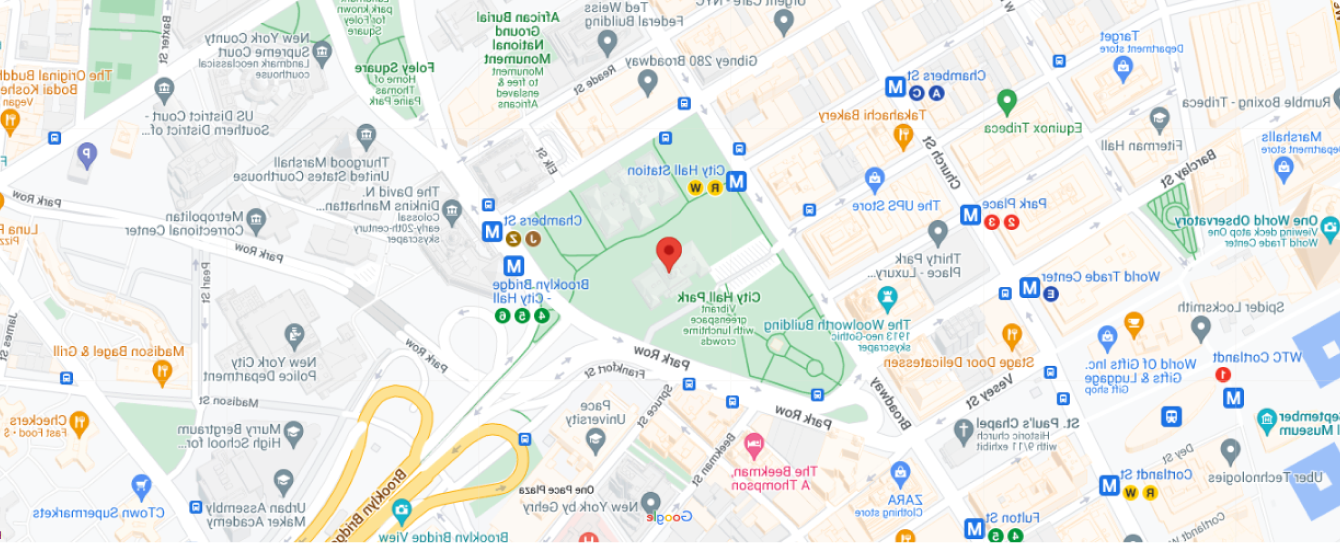 Urgent Care - NYC
Ted Weiss
Federal Building
African Burial
Ground
National
Monument
Monument
to free &
enslaved
Africans
landmark
park known
for Foley
Square
Baxter St
New York County
Supreme Court
Landmark neoclassical
courthouse
Target
Department store
Gibney 280 Broadway
Foley Square
Home of
Thomas
Paine Park
The Original Buddha
Bodai Kosher
Vegan
Reade St
Chambers St
A C
Rumble Boxing - Tribeca
US District Court -
Southern District of...
Takahachi Bakery
Equinox Tribeca
Fiterman Hall
Marshalls
Department store
P
Elk St
Thurgood Marshall
United States Courthouse
Church St
Barclay St
City Hall Station
R W
The David N.
Dinkins Manhattan...
Colossal
early-20th-century
skyscraper
The UPS Store
Park Place
2 3
Park Row
Metropolitan
Correctional Center
Chambers St
J Z
One World Observatory
Viewing deck atop One
World Trade Center
Luna
Pizza
Park Row
Thirty
Park
Place - Luxury...
World Trade Center
E
Pearl St
Brooklyn Bridge
- City Hall
4 5 6
City Hall Park
Vibrant
greenspace
with lunchtime
crowds
The Woolworth Building
1913 neo-Gothic
skyscraper
Spider Locksmith
James St
Madison Bagel & Grill
New York City
Police Department
Park Row
Park Row
Frankfort St
Stage Door Delicatessen
World Of Gifts Inc.
Gifts & Luggage
Gift shop
WTC Cortlandt
1
Madison St
Spruce St
Vesey St
Broadway
Park Row
Checkers
Fast Food • $
Murry Bergtraum
High School for...
Pace
University
St. Paul's Chapel
Historic church
with 9/11 exhibit
September
Museum
Beekman St
Dey St
The Beekman,
A Thompson
Brooklyn Bridge
One Pace Plaza
Cortlandt St
R W
Uber Technologies
CTown Supermarkets
Urban Assembly
Maker Academy
New York by Gehry
Google
ZARA
Clothing store
Fulton St
4 5
Cortlandt
Brooklyn Bridge View